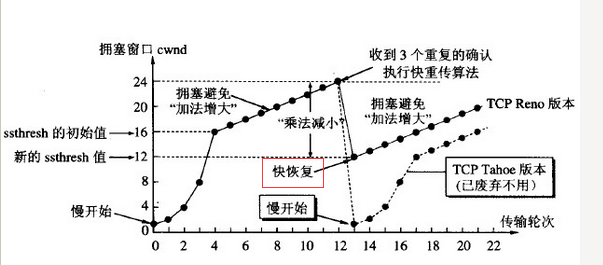 拥塞窗口 cwnd
收到 3 个重复的确认
执行快重传算法
24
拥塞避免
“加法增大”
拥塞避免
“加法增大”
TCP Reno 版本
20
“乘法减小”
ssthresh 的初始值
16
新的 ssthresh 值
12
快恢复
TCP Tahoe 版本
(已废弃不用)
8
慢开始
4
慢开始
传输轮次
0
0 2 4 6 8 10 12 14 16 18 20 22